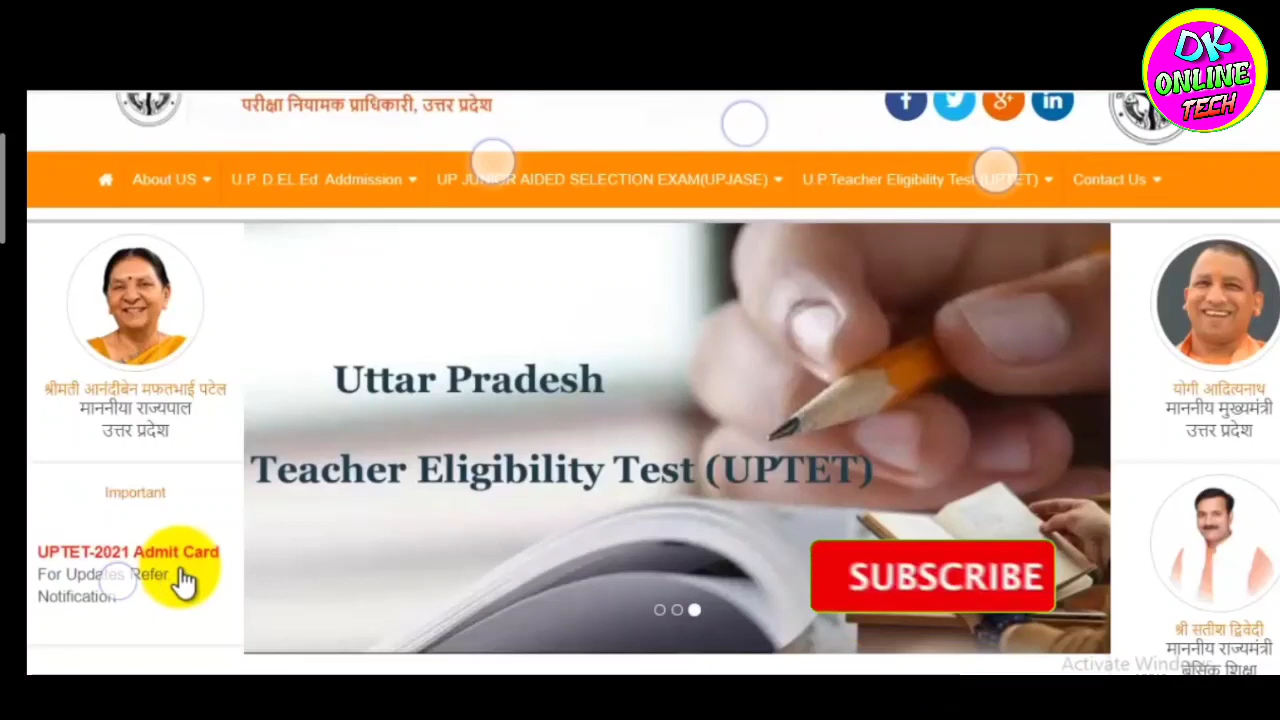 DK
ONLINE
TECH
परीक्षा नियामक प्राधिकारी, उत्तर प्रदेश
About US
U.P. D.EL.Ed. Addmission
UP JUNIOR AIDED SELECTION EXAM(UPJASE)
U.P.Teacher Eligibility Test (UPTET)
Contact Us
श्रीमती आनंदीबेन मफतभाई पटेल
माननीया राज्यपाल
उत्तर प्रदेश
Important
UPTET-2021 Admit Card
For Updates Refer
Notification
Uttar Pradesh
Teacher Eligibility Test (UPTET)
SUBSCRIBE
योगी आदित्यनाथ
माननीय मुख्यमंत्री
उत्तर प्रदेश
श्री सतीश द्विवेदी
माननीय राज्यमंत्री
बेसिक शिक्षा
Activate Windows